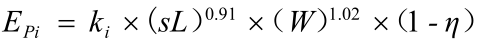 E_{Pi} = k_i × (sL)^{0.91} × (W)^{1.02} × (1 - η)